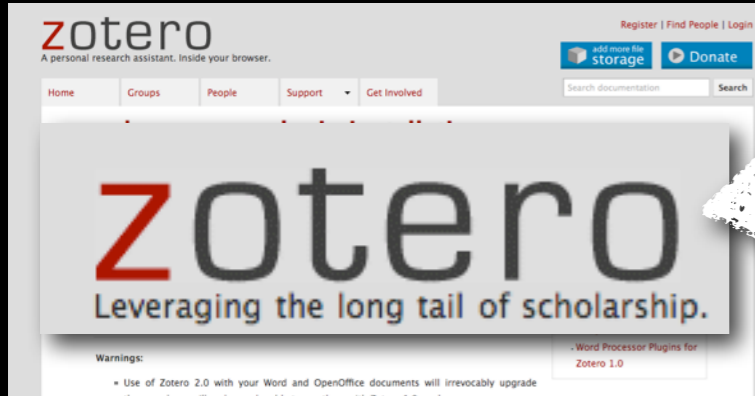 zotero
A personal research assistant. Inside your browser.
Register | Find People | Login
add more file
storage
Donate
Home Groups People Support Get Involved
Search documentation Search
zotero
Leveraging the long tail of scholarship.
Word Processor Plugins for
Zotero 1.0
Warnings:
Use of Zotero 2.0 with your Word and OpenOffice documents will irrevocably upgrade